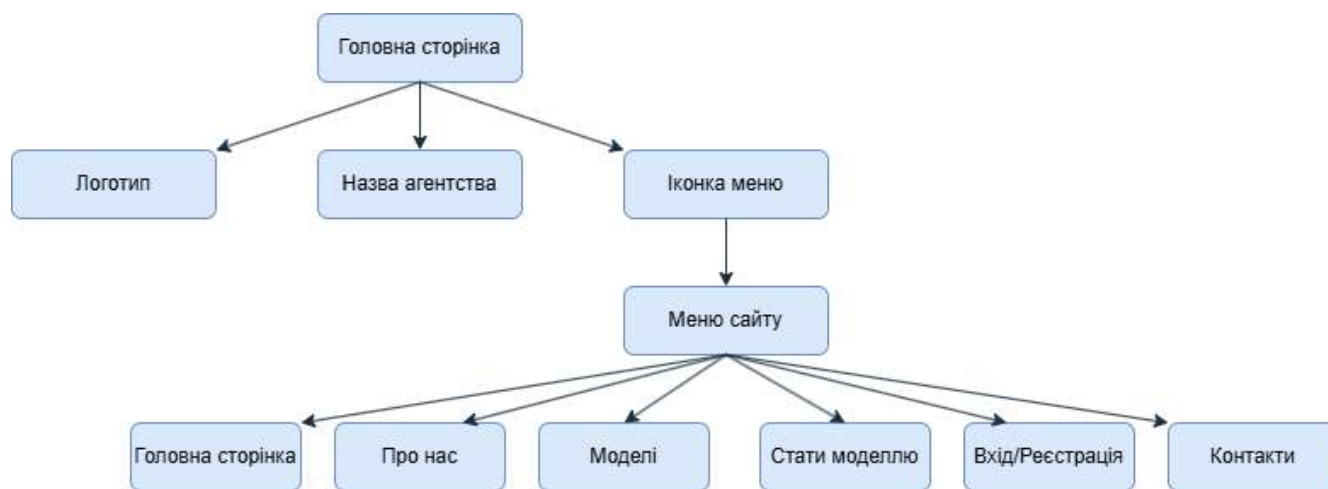 Головна сторінка
Логотип
Назва агентства
Іконка меню
Меню сайту
Головна сторінка
Про нас
Моделі
Стати моделлю
Вхід/Реєстрація
Контакти